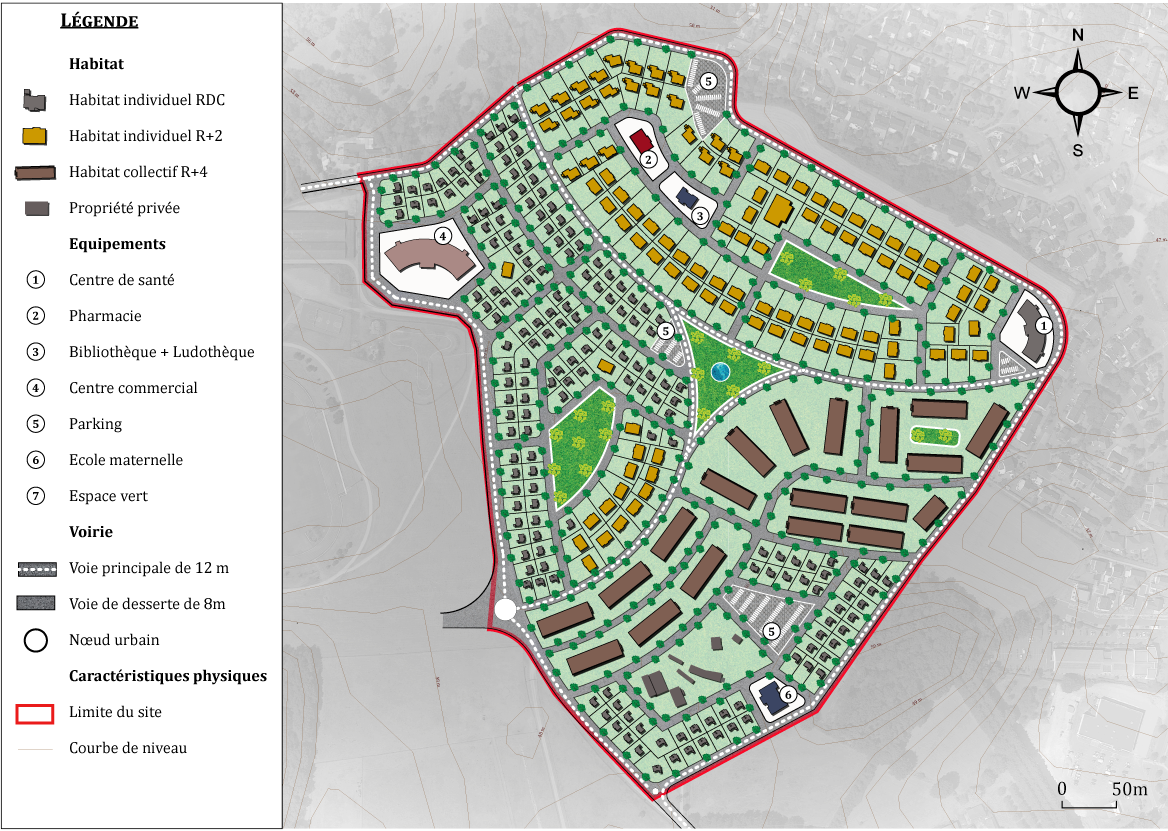 LÉGENDE
Habitat
Habitat individuel RDC
Habitat individuel R+2
Habitat collectif R+4
Propriété privée
Equipements
1 Centre de santé
2 Pharmacie
3 Bibliothèque + Ludothèque
4 Centre commercial
5 Parking
6 Ecole maternelle
7 Espace vert
Voirie
Voie principale de 12 m
Voie de desserte de 8m
Nœud urbain
Caractéristiques physiques
Limite du site
Courbe de niveau
N
W E
S
5
2
3
4
1
5
5
6
0 50m